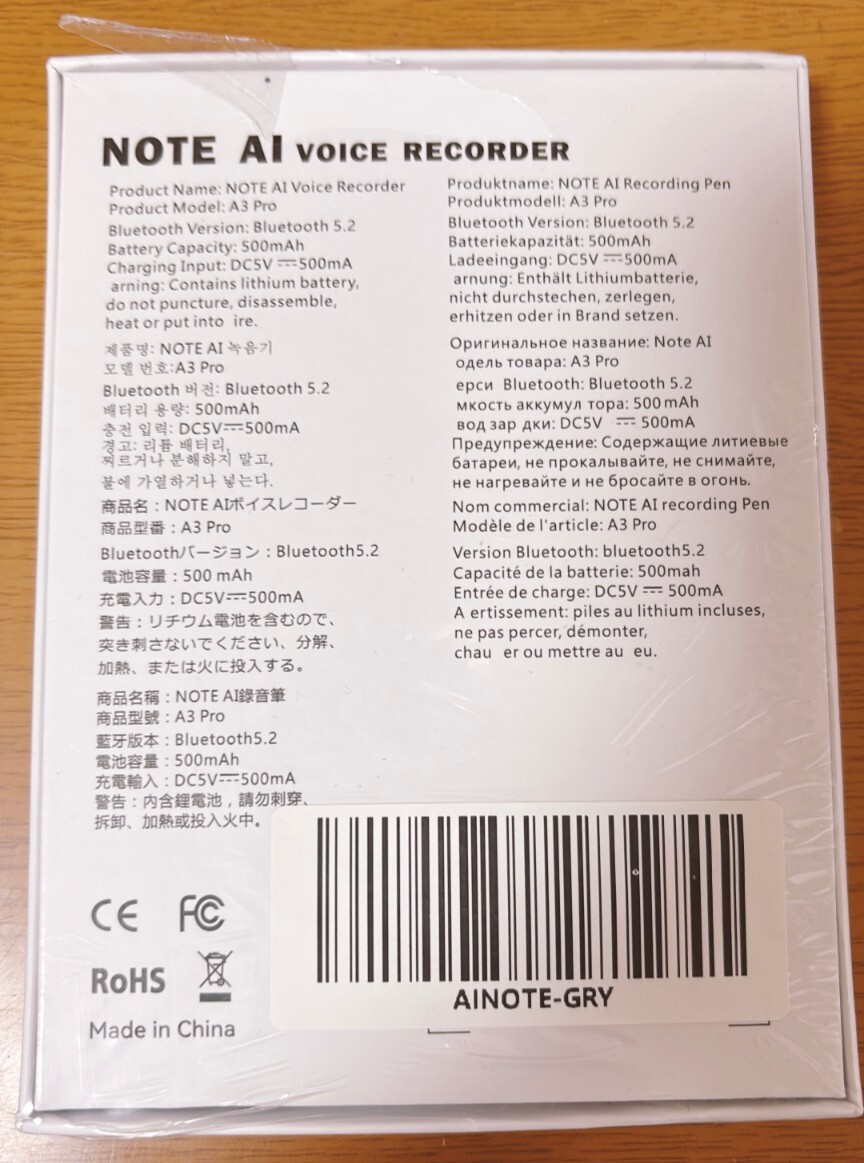 NOTE AI VOICE RECORDER
Product Name: NOTE AI Voice Recorder
Product Model: A3 Pro
Bluetooth Version: Bluetooth 5.2
Battery Capacity: 500mAh
Charging Input: DC5V⎓500mA
arning: Contains lithium battery,
do not puncture, disassemble,
heat or put into ire.
제품명: NOTE AI 녹음기
모델 번호:A3 Pro
Bluetooth 버전: Bluetooth 5.2
배터리 용량: 500mAh
충전 입력: DC5V⎓500mA
경고: 리튬 배터리,
찌르거나 분해하지 말고,
불에 가열하거나 넣는다.
商品名：NOTE AIボイスレコーダー
商品型番：A3 Pro
Bluetoothバージョン：Bluetooth5.2
電池容量：500 mAh
充電入力：DC5V⎓500mA
警告：リチウム電池を含むので、
突き刺さないでください、分解、
加熱、または火に投入する。
商品名稱：NOTE AI錄音筆
商品型號：A3 Pro
藍牙版本：Bluetooth5.2
電池容量：500mAh
充電輸入：DC5V⎓500mA
警告：内含鋰電池，請勿刺穿、
拆卸、加熱或投入火中。
Produktname: NOTE AI Recording Pen
Produktmodell: A3 Pro
Bluetooth Version: Bluetooth 5.2
Batteriekapazität: 500mAh
Ladeeingang: DC5V ⎓500mA
arnung: Enthält Lithiumbatterie,
nicht durchstechen, zerlegen,
erhitzen oder in Brand setzen.
Оригинальное название: Note AI
одель товара: A3 Pro
ерси Bluetooth: Bluetooth 5.2
мкость аккумул тора: 500 mAh
вод зар дки: DC5V ⎓ 500mA
Предупреждение: Содержащие литиевые
батареи, не прокалывайте, не снимайте,
не нагревайте и не бросайте в огонь.
Nom commercial: NOTE AI recording Pen
Modèle de l'article: A3 Pro
Version Bluetooth: bluetooth5.2
Capacité de la batterie: 500mah
Entrée de charge: DC5V ⎓ 500mA
A ertissement: piles au lithium incluses,
ne pas percer, démonter,
chau er ou mettre au eu.
CE FC
RoHS
Made in China
AINOTE-GRY